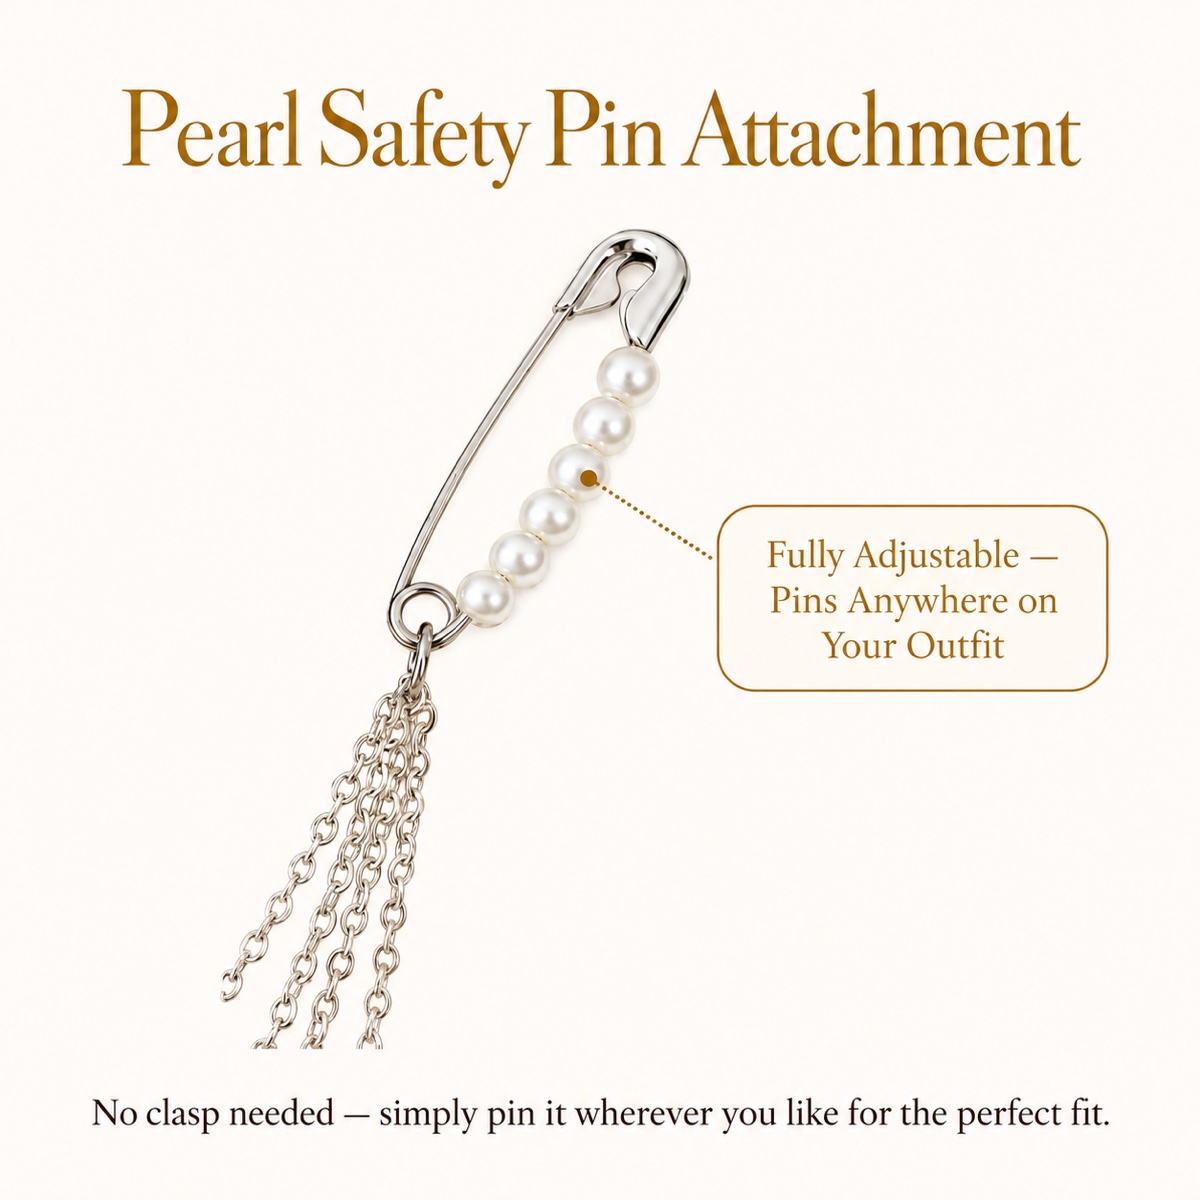 Pearl Safety Pin Attachment
Fully Adjustable —
Pins Anywhere on
Your Outfit
No clasp needed — simply pin it wherever you like for the perfect fit.